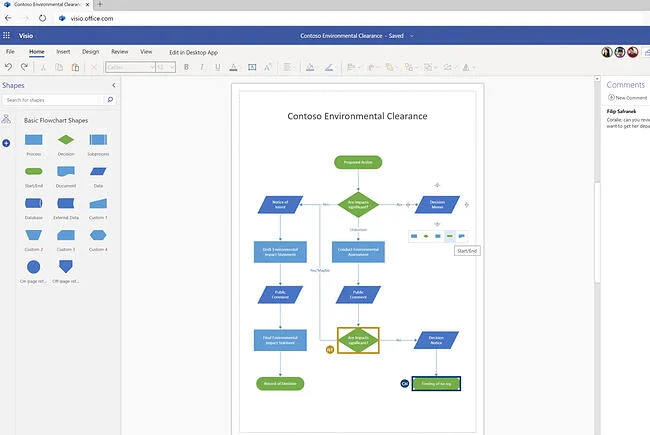 Contoso Environmental Clearance
visio.office.com
Visio
Contoso Environmental Clearance - Saved
File
Home
Insert
Design
Review
View
Edit in Desktop App
Calibri
12
Shapes
Search for shapes
Basic Flowchart Shapes
Process
Decision
Subprocess
Start/End
Document
Data
Database
External Data
Custom 1
Custom 2
Custom 3
Custom 4
On-page ref...
Off-page ref...
Contoso Environmental Clearance
Proposed Action
Notice of
Intent
Yes
Are impacts
significant?
No
Decision
Memo
Unknown
Draft Environmental
Impact Statement
Conduct Environmental
Assessment
Start/End
Yes/Maybe
Public
Comment
Public
Comment
Final Environmental
Impact Statement
Are impacts
significant?
No
Decision
Notice
Record of Decision
Finding of no sig.
Comments
New Comment
Filip Safranek
Coralie, can you revie
want to get her depa